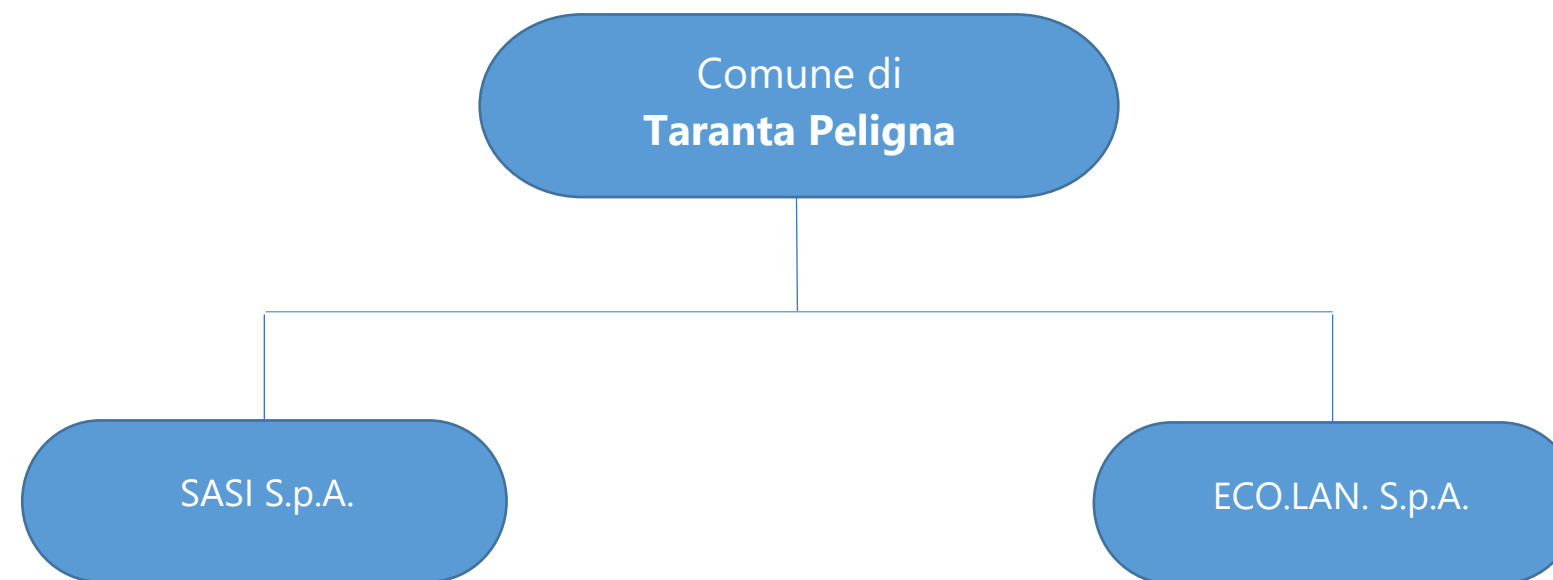 Comune di
Taranta Peligna
SASI S.p.A.
ECO.LAN. S.p.A.